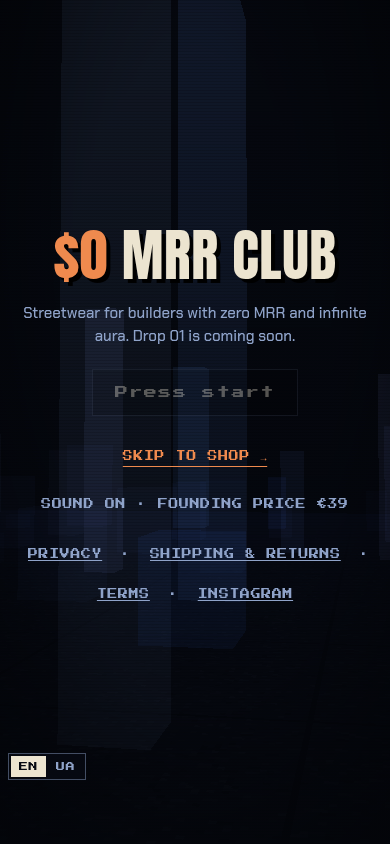 $0 MRR CLUB
Streetwear for builders with zero MRR and infinite
aura. Drop 01 is coming soon.
Press start
SKIP TO SHOP →
SOUND ON · FOUNDING PRICE €39
PRIVACY · SHIPPING & RETURNS ·
TERMS · INSTAGRAM
EN UA